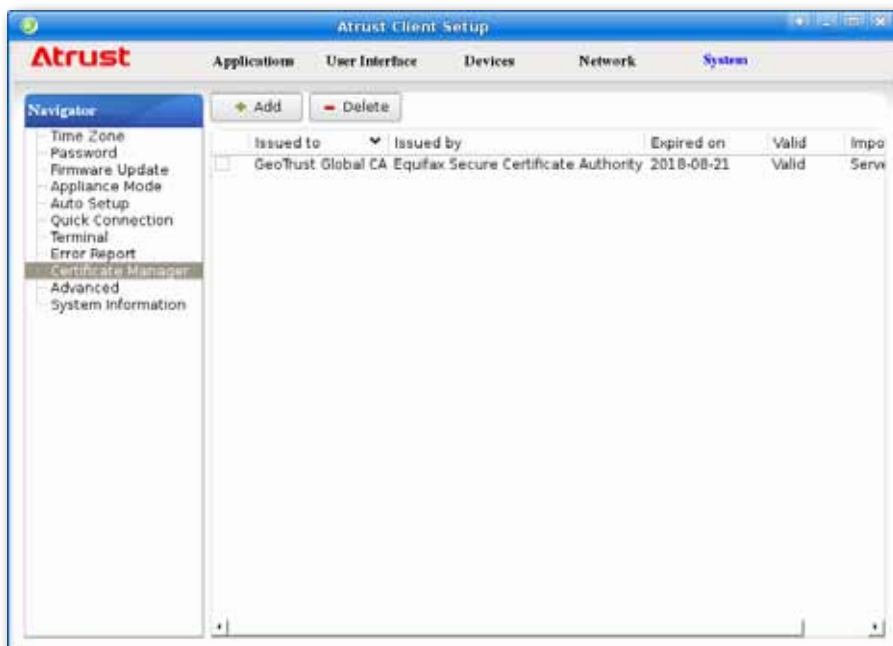 Atrust Client Setup
Atrust Applications User Interface Devices Network System
Navigator
Time Zone
Password
Firmware Update
Appliance Mode
Auto Setup
Quick Connection
Terminal
Error Report
Certificate Manager
Advanced
System Information
Add Delete
Issued to Issued by Expired on Valid Impo
GeoTrust Global CA Equifax Secure Certificate Authority 2018-08-21 Valid Serve